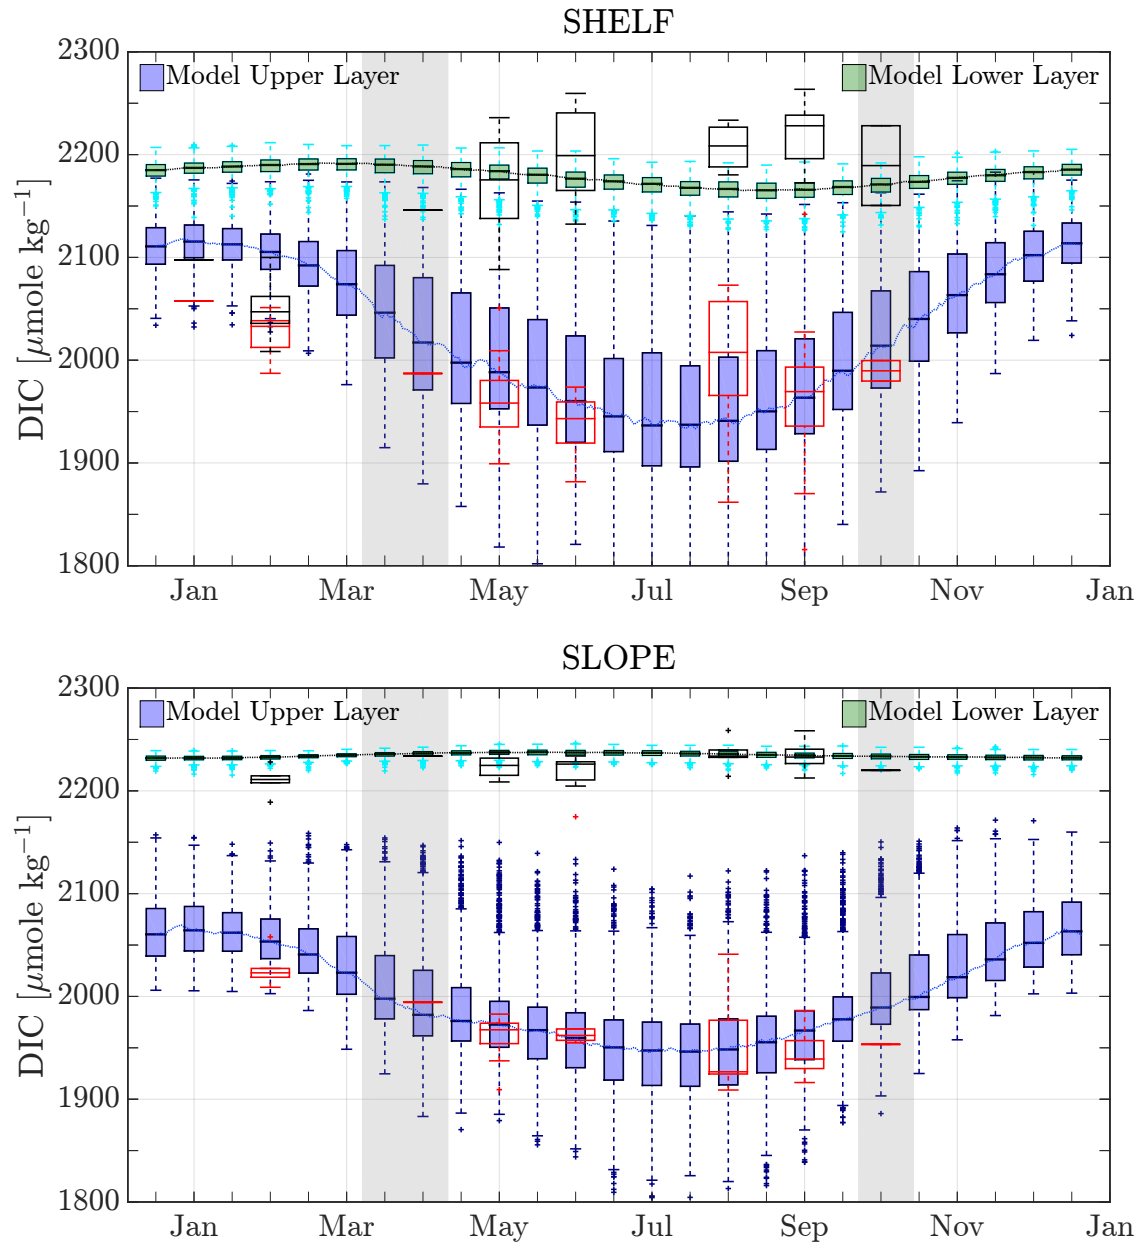 SHELF
2300
Model Upper Layer
Model Lower Layer
2200
2100
2000
1900
1800
DIC [μmole kg−1]
Jan Mar May Jul Sep Nov Jan
SLOPE
2300
Model Upper Layer
Model Lower Layer
2200
2100
2000
1900
1800
DIC [μmole kg−1]
Jan Mar May Jul Sep Nov Jan